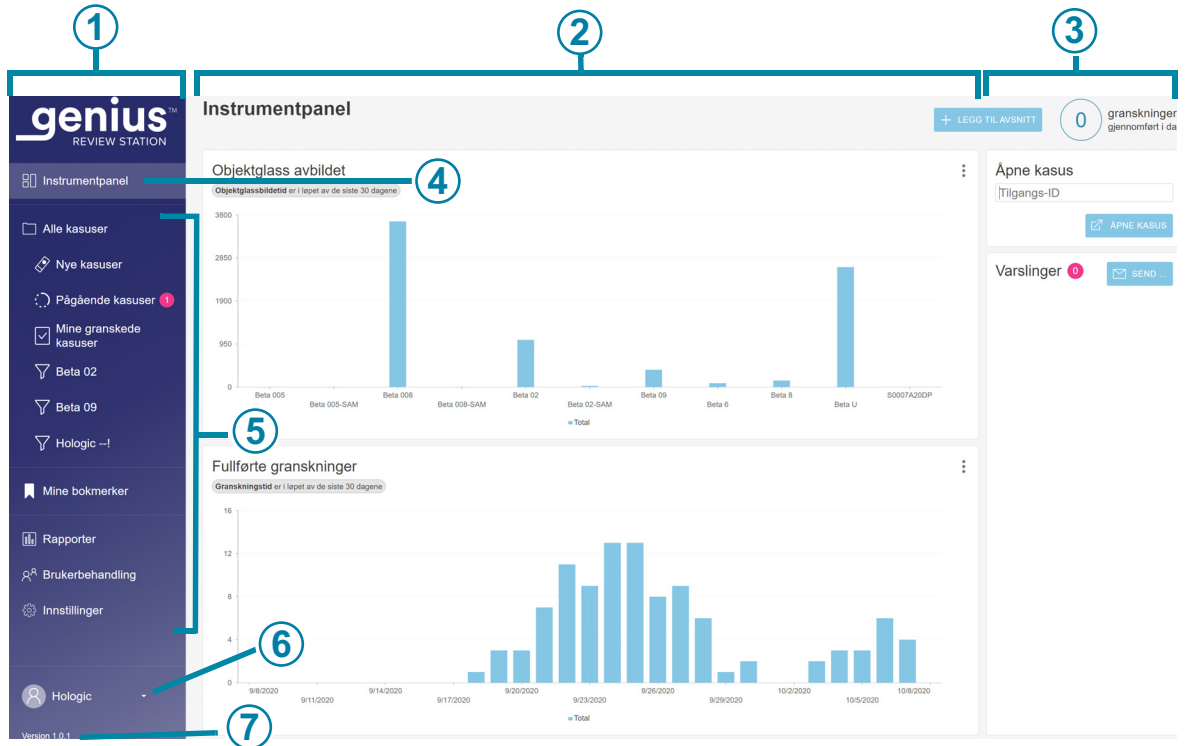 1
2
3
genius™
REVIEW STATION
Instrumentpanel
Alle kasuser
Nye kasuser
Pågående kasuser 1
Mine granskede
kasuser
Beta 02
Beta 09
Hologic --!
Mine bokmerker
Rapporter
Brukerbehandling
Innstillinger
Hologic
Version 1.0.1
4
5
6
7
Instrumentpanel
+ LEGG TIL AVSNITT
0
granskninger
gjennomført i da
Objektglass avbildet
Objektglassbildetid er i løpet av de siste 30 dagene
3800
2850
1900
950
0
Beta 005
Beta 005-SAM
Beta 008
Beta 008-SAM
Beta 02
Beta 02-SAM
Beta 09
Beta 6
Beta 8
Beta U
S0007A20DP
Total
Fullførte granskninger
Granskningstid er i løpet av de siste 30 dagene
16
12
8
4
0
9/8/2020
9/11/2020
9/14/2020
9/17/2020
9/20/2020
9/23/2020
9/26/2020
9/29/2020
10/2/2020
10/5/2020
10/8/2020
Total
Åpne kasus
Tilgangs-ID
ÅPNE KASUS
Varslinger 0
SEND ...